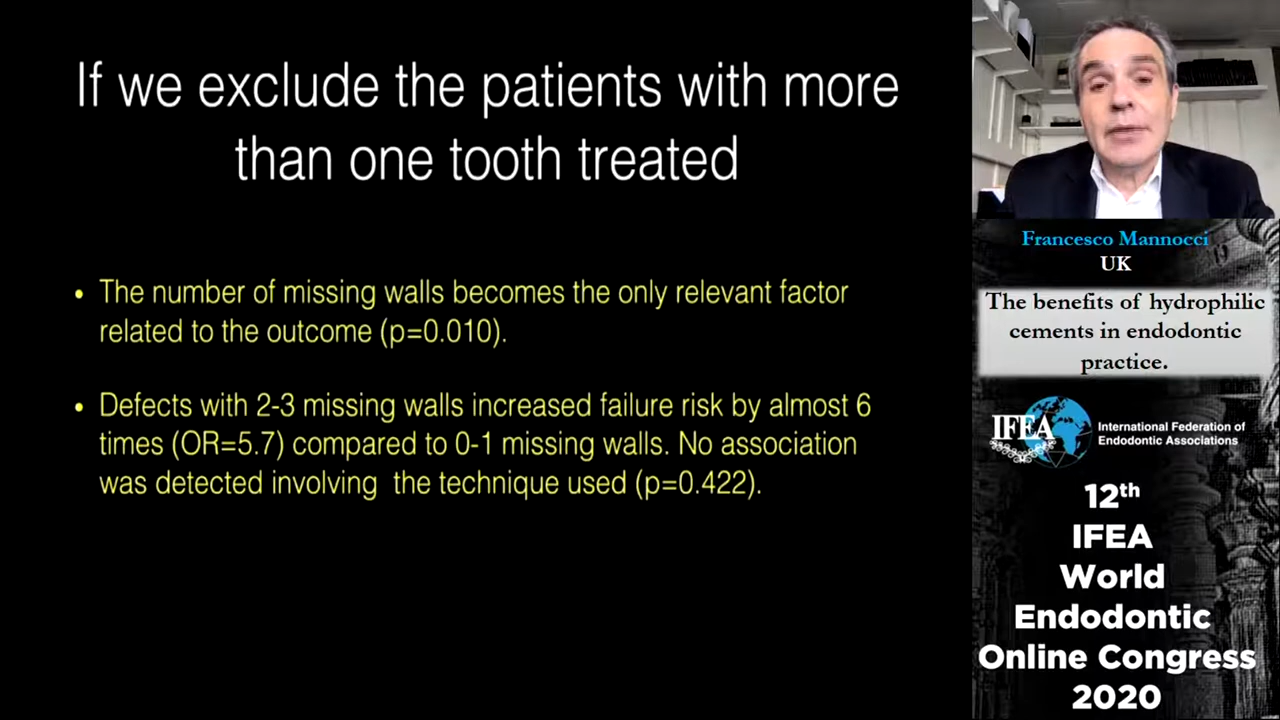 If we exclude the patients with more
than one tooth treated
• The number of missing walls becomes the only relevant factor
related to the outcome (p=0.010).
• Defects with 2-3 missing walls increased failure risk by almost 6
times (OR=5.7) compared to 0-1 missing walls. No association
was detected involving  the technique used (p=0.422).
Francesco Mannocci
UK
The benefits of hydrophilic
cements in endodontic
practice.
IFEA
International Federation of
Endodontic Associations
12th
IFEA
World
Endodontic
Online Congress
2020